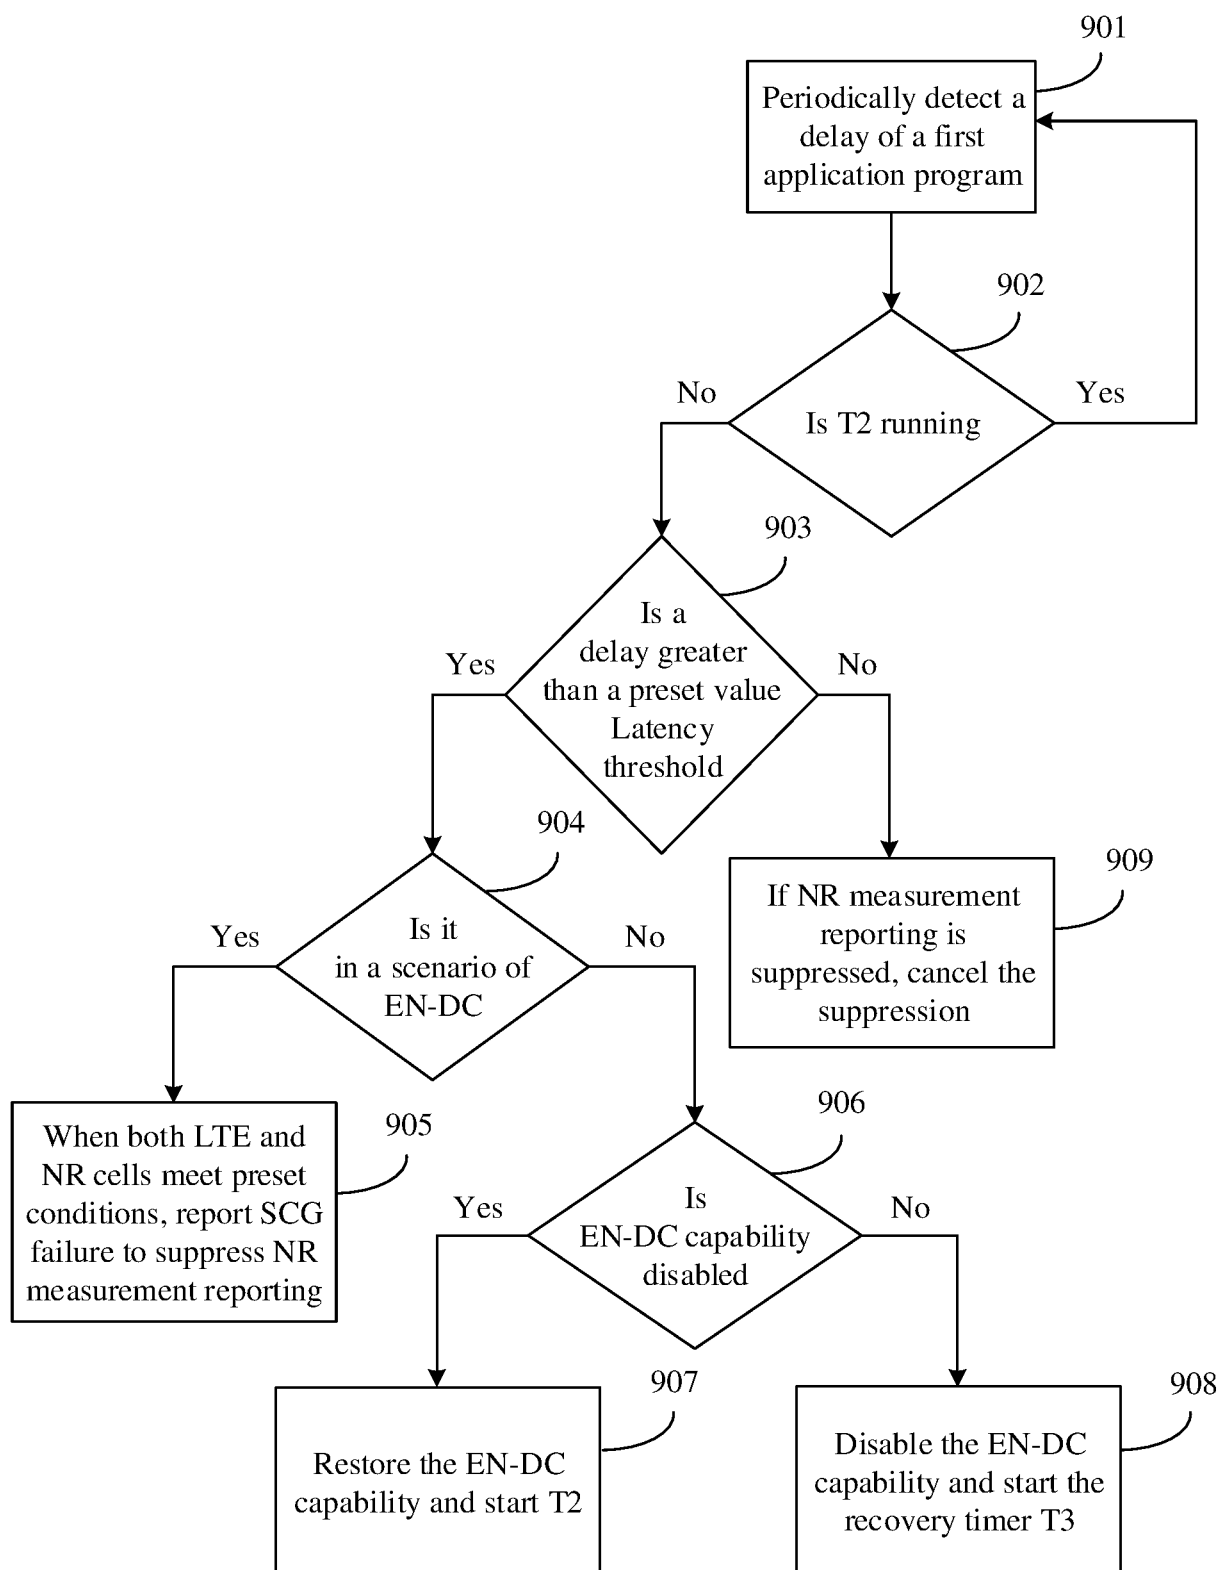 901
Periodically detect a
delay of a first
application program
902
No
Yes
Is T2 running
903
Is a
delay greater
than a preset value
Latency
threshold
Yes
No
904
909
If NR measurement
reporting is
suppressed, cancel the
suppression
Yes
No
Is it
in a scenario of
EN-DC
905
When both LTE and
NR cells meet preset
conditions, report SCG
failure to suppress NR
measurement reporting
906
Yes
No
Is
EN-DC capability
disabled
907
Restore the EN-DC
capability and start T2
908
Disable the EN-DC
capability and start the
recovery timer T3